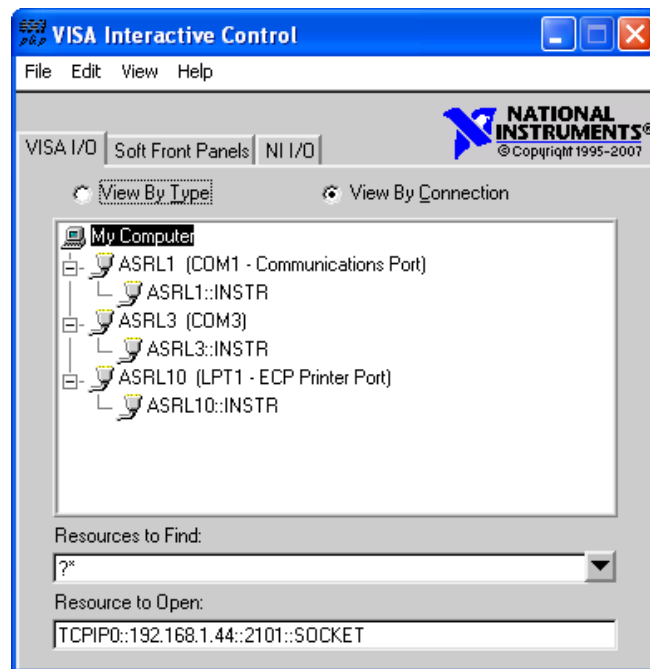 VISA Interactive Control
File Edit View Help
NATIONAL
INSTRUMENTS®
© Copyright 1995-2007
VISA I/O Soft Front Panels NI I/O
View By Type View By Connection
My Computer
ASRL1 (COM1 - Communications Port)
ASRL1::INSTR
ASRL3 (COM3)
ASRL3::INSTR
ASRL10 (LPT1 - ECP Printer Port)
ASRL10::INSTR
Resources to Find:
?*
Resource to Open:
TCPIP0::192.168.1.44::2101::SOCKET